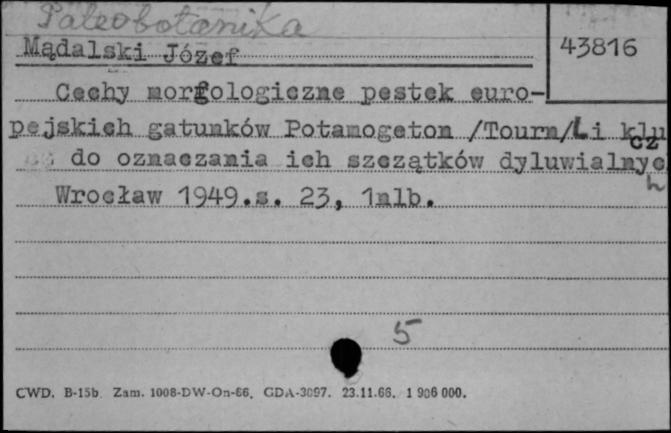 Paleobotanika
Mądalski Józef
43816
Cechy morfologiczne pestek euro-
pejskich gatunków Potamogeton /Tourn/L i klu
cz
do oznaczania ich szczątków dyluwialnyc
h
Wrocław 1949.s. 23, 1nlb.
5
CWD. B-15b Zam. 1008-DW-On-66. GDA-3097. 23.11.66. 1 906 000.